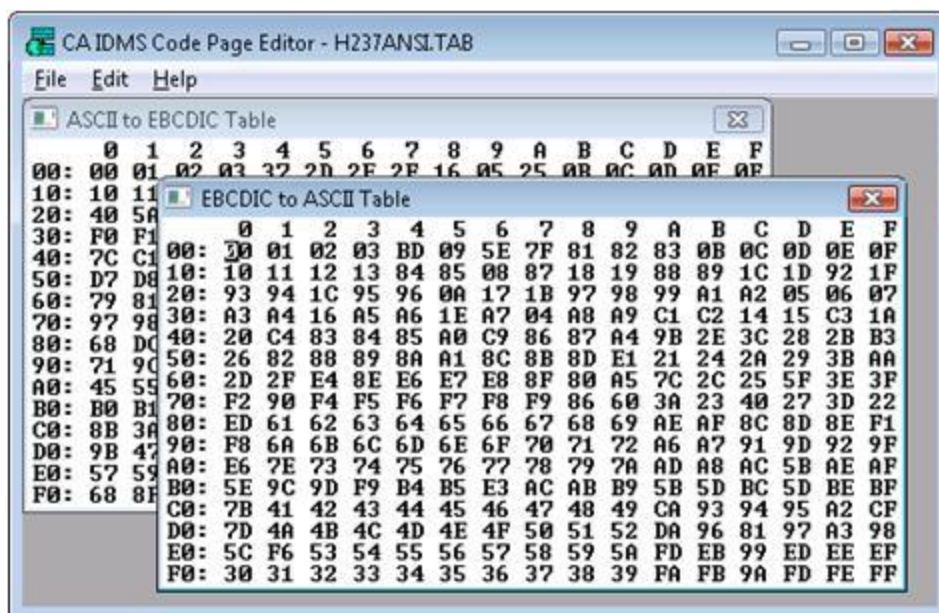 CA IDMS Code Page Editor - H237ANSI.TAB
File Edit Help
ASCII to EBCDIC Table
0 1 2 3 4 5 6 7 8 9 A B C D E F
00: 00 01 02 03 37 2D 2E 2F 16 05 25 0B 0C 0D 0E 0F
10: 10 11
20: 40 5A
30: F0 F1
40: 7C C1
50: D7 D8
60: 79 81
70: 97 98
80: 68 DC
90: 71 9C
A0: 45 55
B0: B0 B1
C0: 8B 3A
D0: 9B 47
E0: 57 59
F0: 68 8F
EBCDIC to ASCII Table
0 1 2 3 4 5 6 7 8 9 A B C D E F
00: 00 01 02 03 BD 09 5E 7F 81 82 83 0B 0C 0D 0E 0F
10: 10 11 12 13 84 85 08 87 18 19 88 89 1C 1D 92 1F
20: 93 94 1C 95 96 0A 17 1B 97 98 99 A1 A2 05 06 07
30: A3 A4 16 A5 A6 1E A7 04 A8 A9 C1 C2 14 15 C3 1A
40: 20 C4 83 84 85 A0 C9 86 87 A4 9B 2E 3C 28 2B B3
50: 26 82 88 89 8A A1 8C 8B 8D E1 21 24 2A 29 3B AA
60: 2D 2F E4 8E E6 E7 E8 8F 80 A5 7C 2C 25 5F 3E 3F
70: F2 90 F4 F5 F6 F7 F8 F9 86 60 3A 23 40 27 3D 22
80: ED 61 62 63 64 65 66 67 68 69 AE AF 8C 8D 8E F1
90: F8 6A 6B 6C 6D 6E 6F 70 71 72 A6 A7 91 9D 92 9F
A0: E6 7E 73 74 75 76 77 78 79 7A AD A8 AC 5B AE AF
B0: 5E 9C 9D F9 B4 B5 E3 AC AB B9 5B 5D BC 5D BE BF
C0: 7B 41 42 43 44 45 46 47 48 49 CA 93 94 95 A2 CF
D0: 7D 4A 4B 4C 4D 4E 4F 50 51 52 DA 96 81 97 A3 98
E0: 5C F6 53 54 55 56 57 58 59 5A FD EB 99 ED EE EF
F0: 30 31 32 33 34 35 36 37 38 39 FA FB 9A FD FE FF